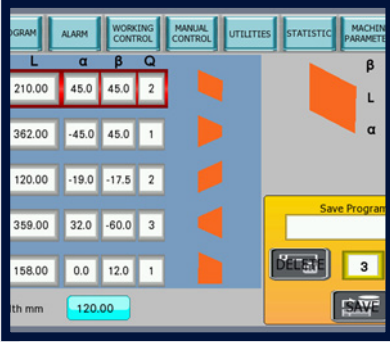 OGRAM ALARM WORKING CONTROL MANUAL CONTROL UTILITIES STATISTIC MACHIN PARAMETE
L α β Q
β
210.00 45.0 45.0 2
L
α
362.00 -45.0 45.0 1
120.00 -19.0 -17.5 2
Save Program
359.00 32.0 -60.0 3
158.00 0.0 12.0 1
DELETE 3
dth mm 120.00
SAVE